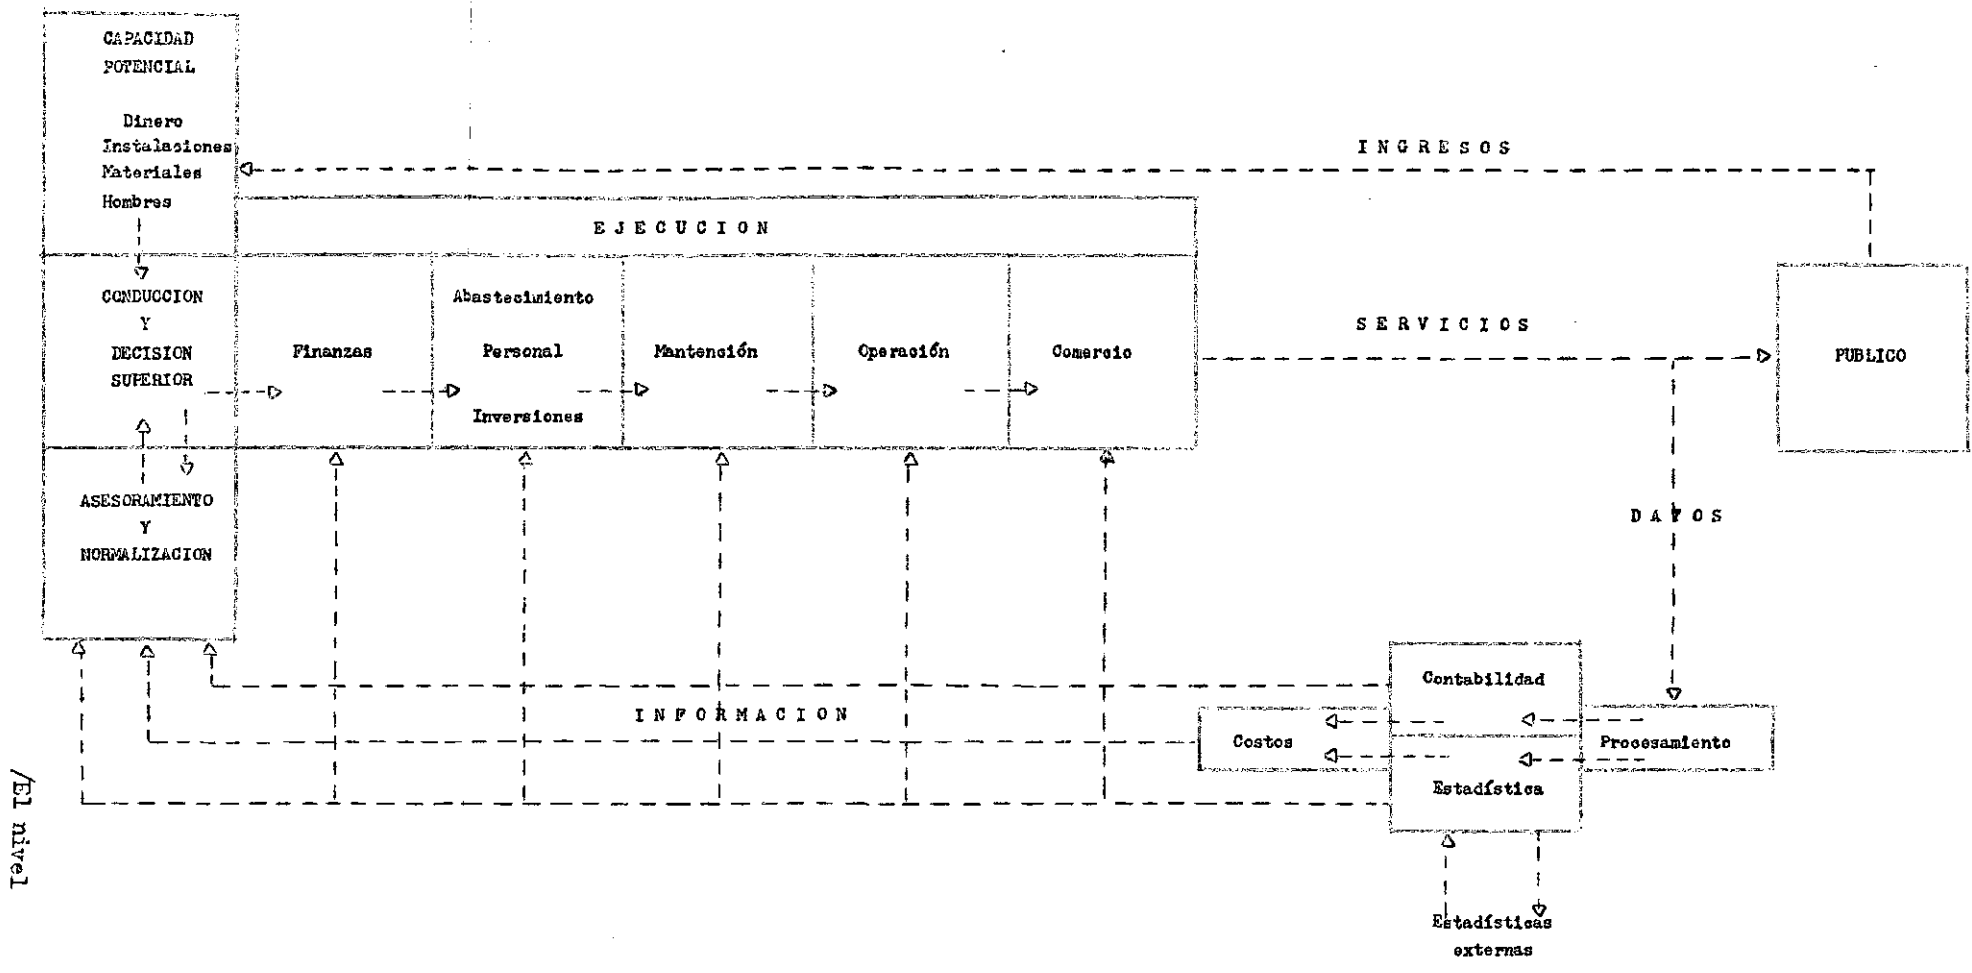 CAPACIDAD
POTENCIAL
Dinero
Instalaciones
Materiales
Hombres
INGRESOS
EJECUCION
CONDUCCION
Y
DECISION
SUPERIOR
Finanzas
Abastecimiento
Personal
Inversiones
Mantención
Operación
Comercio
SERVICIOS
PUBLICO
ASESORAMIENTO
Y
NORMALIZACION
DATOS
INFORMACION
Contabilidad
Costos
Procesamiento
Estadística
Estadísticas
externas
/El nivel